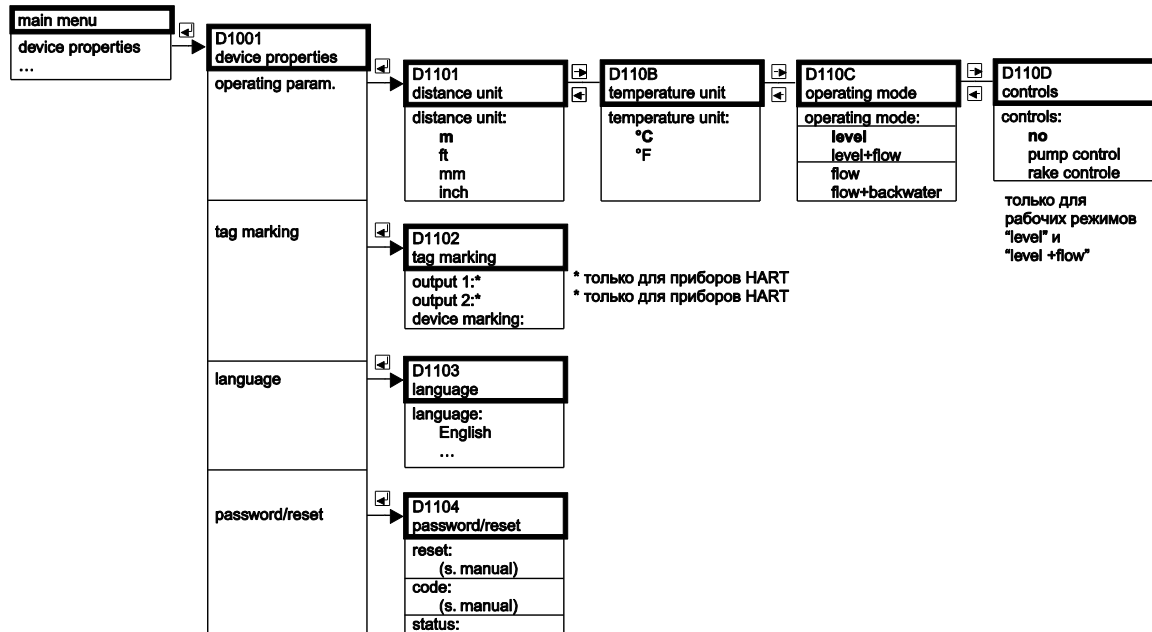 main menu
device properties
...
D1001
device properties
operating param.
D1101
distance unit
distance unit:
m
ft
mm
inch
D110B
temperature unit
temperature unit:
°C
°F
D110C
operating mode
operating mode:
level
level+flow
flow
flow+backwater
D110D
controls
controls:
no
pump control
rake controle
только для
рабочих режимов
“level” и
“level +flow”
tag marking
D1102
tag marking
output 1:*
output 2:*
device marking:
* только для приборов HART
* только для приборов HART
language
D1103
language
language:
English
...
password/reset
D1104
password/reset
reset:
(s. manual)
code:
(s. manual)
status: